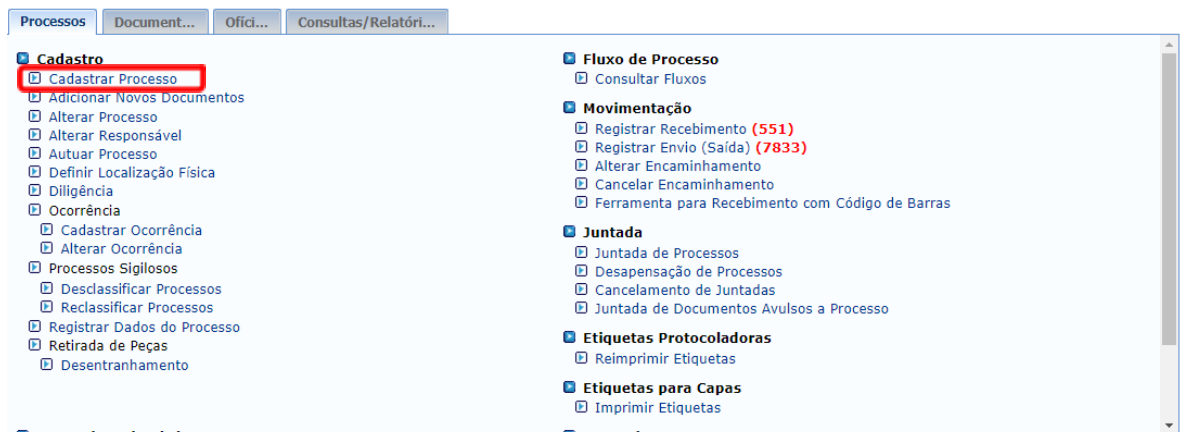 Processos
Document...
Ofíci...
Consultas/Relatóri...
Cadastro
Cadastrar Processo
Adicionar Novos Documentos
Alterar Processo
Alterar Responsável
Autuar Processo
Definir Localização Física
Diligência
Ocorrência
Cadastrar Ocorrência
Alterar Ocorrência
Processos Sigilosos
Desclassificar Processos
Reclassificar Processos
Registrar Dados do Processo
Retirada de Peças
Desentranhamento
Fluxo de Processo
Consultar Fluxos
Movimentação
Registrar Recebimento (551)
Registrar Envio (Saída) (7833)
Alterar Encaminhamento
Cancelar Encaminhamento
Ferramenta para Recebimento com Código de Barras
Juntada
Juntada de Processos
Desapensação de Processos
Cancelamento de Juntadas
Juntada de Documentos Avulsos a Processo
Etiquetas Protocoladoras
Reimprimir Etiquetas
Etiquetas para Capas
Imprimir Etiquetas